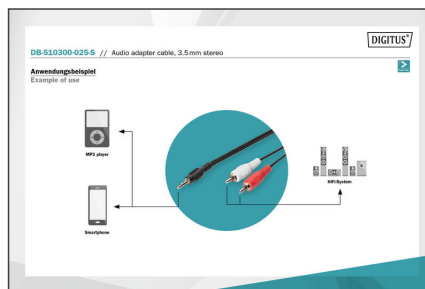 DIGITUS®
DB-510300-025-S // Audio adapter cable, 3.5 mm stereo
Anwendungsbeispiel
Example of use
MP3 player
Smartphone
HiFi-System